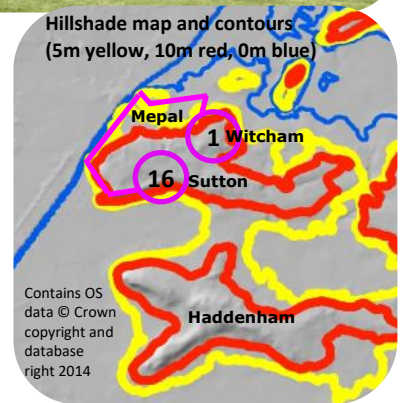 Hillshade map and contours
(5m yellow, 10m red, 0m blue)
Mepal
1 Witcham
16 Sutton
Haddenham
Contains OS
data © Crown
copyright and
database
right 2014